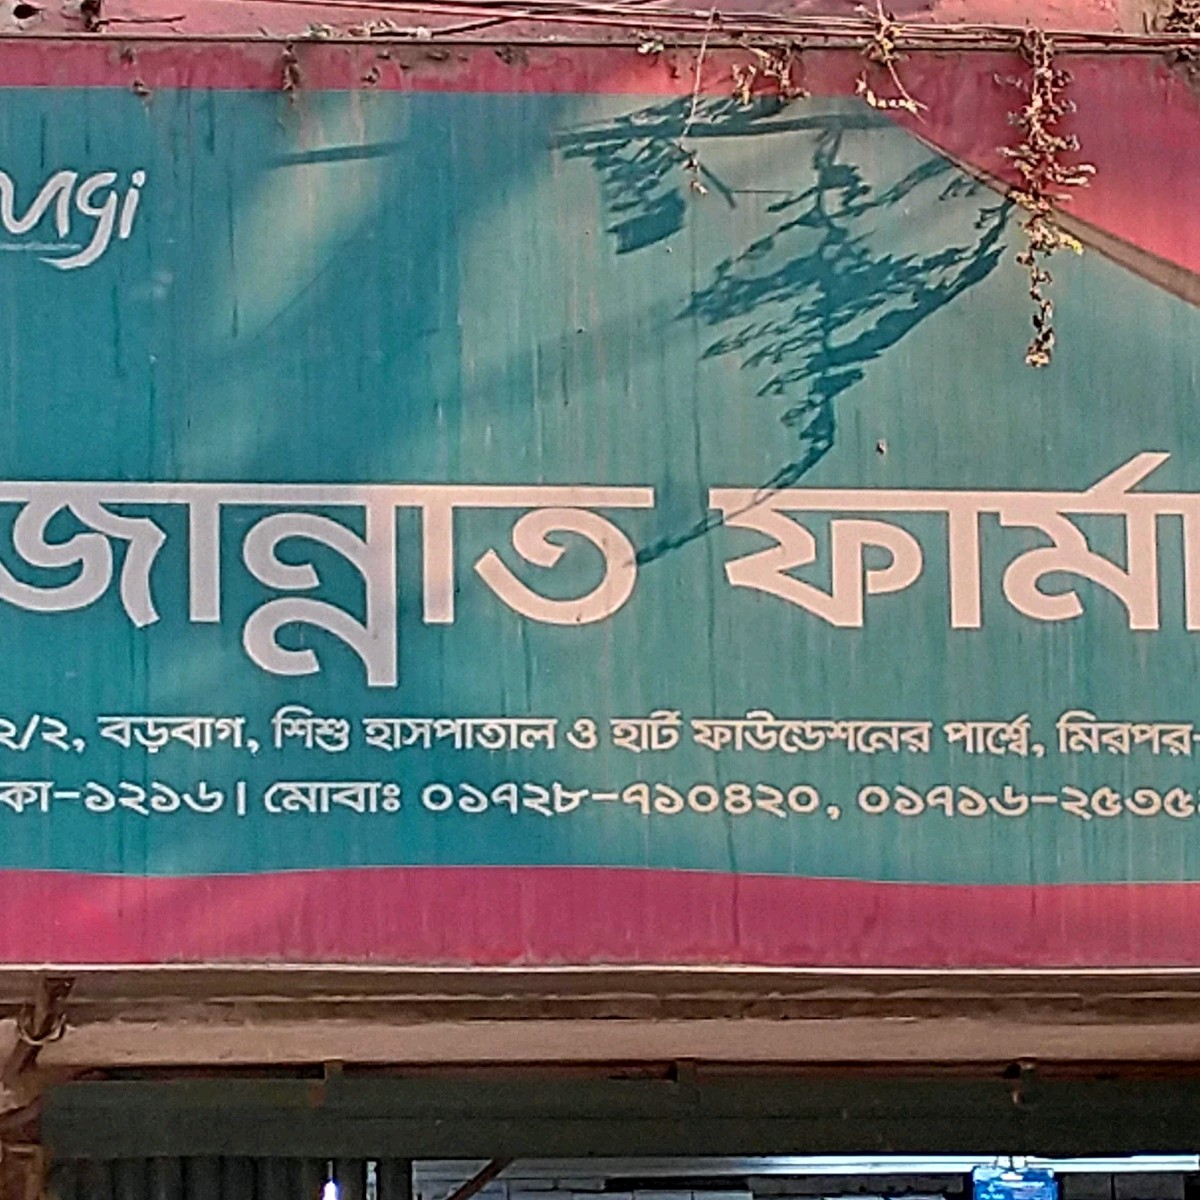 জান্নাত ফার্মা
২/২, বড়বাগ, শিশু হাসপাতাল ও হার্ট ফাউন্ডেশনের পার্শ্বে, মিরপর-
কা-১২১৬। মোবাঃ ০১৭২৮-৭১০৪২০, ০১৭১৬-২৫৩৫